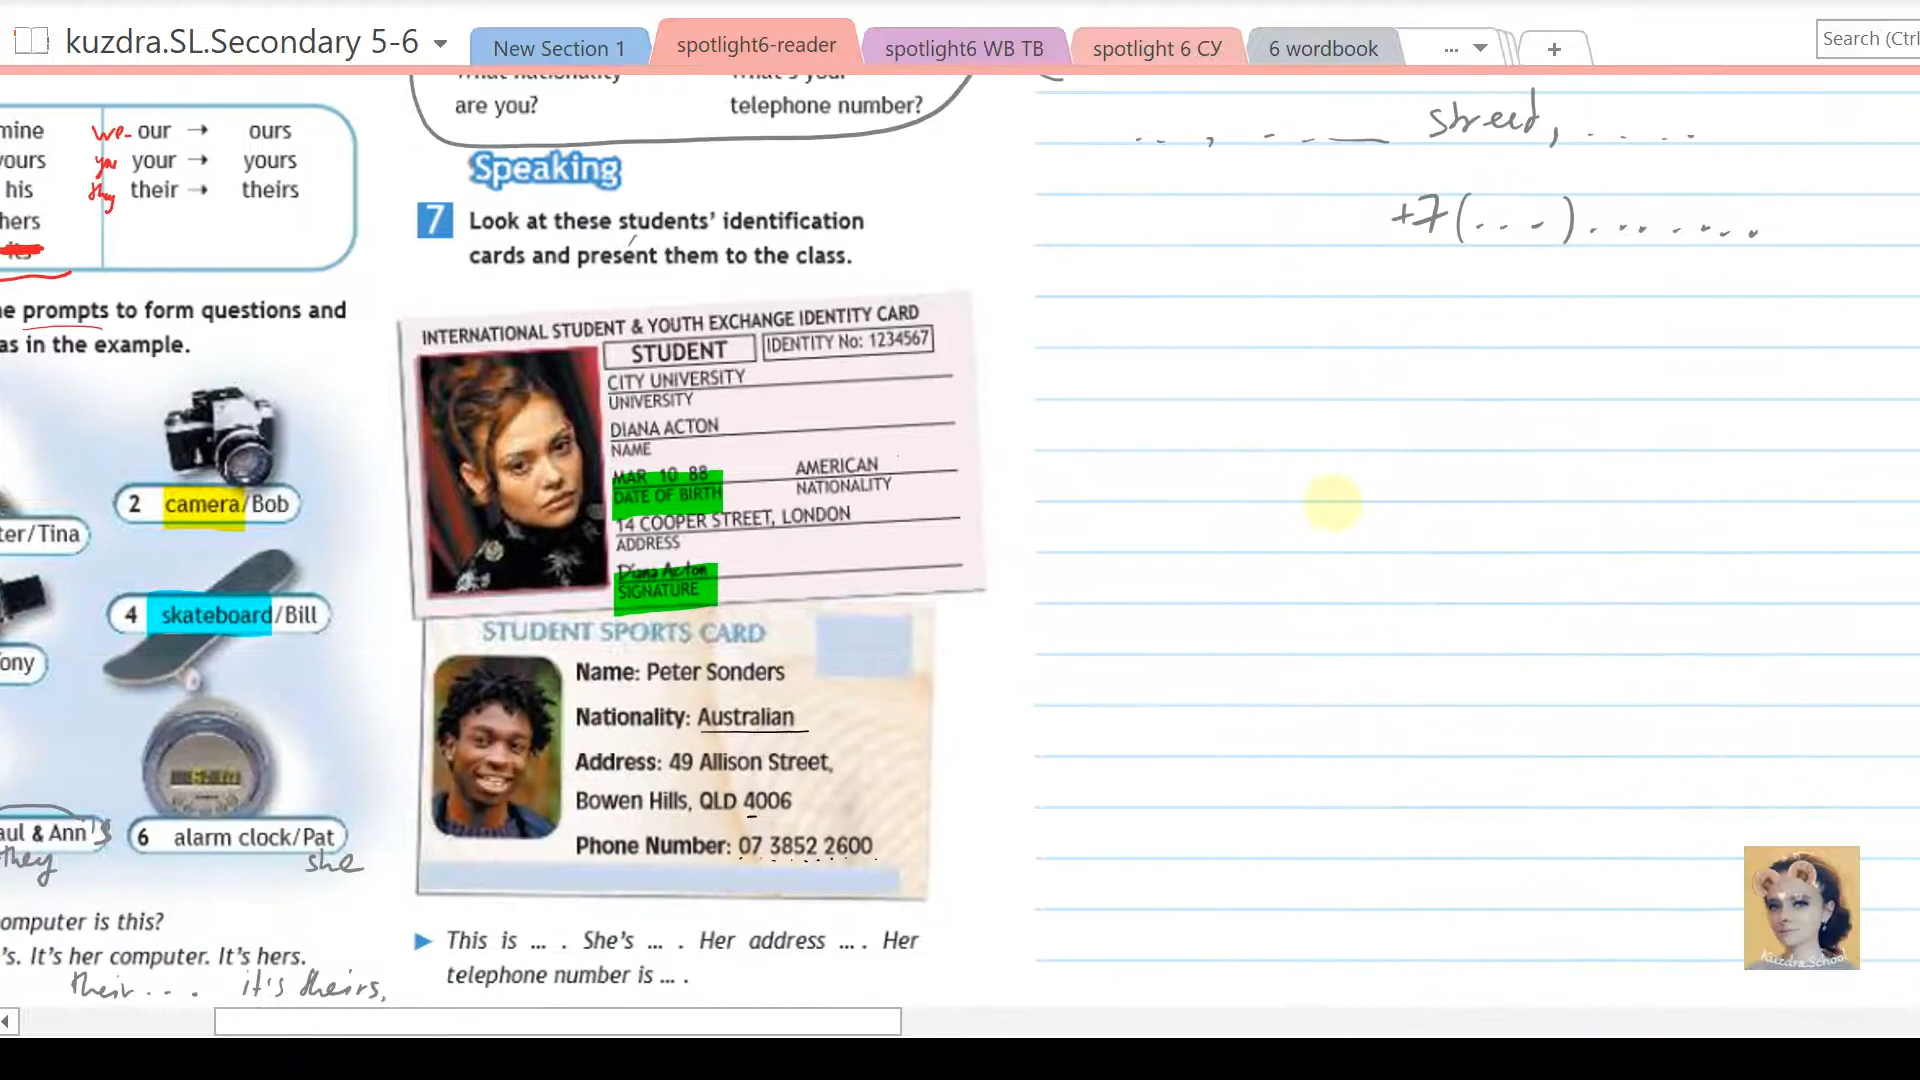 kuzdra.SL.Secondary 5-6
New Section 1
spotlight6-reader
spotlight6 WB TB
spotlight 6 СУ
6 wordbook
...
+
Search (Ctrl
mine we- our → ours
yours you your → yours
his they their → theirs
hers
its
prompts to form questions and
as in the example.
2 camera/Bob
ter/Tina
4 skateboard/Bill
ony
aul & Ann's
they
6 alarm clock/Pat
she
omputer is this?
's. It's her computer. It's hers.
their ... . it's theirs,
are you?
telephone number?
Speaking
7 Look at these students' identification
cards and present them to the class.
INTERNATIONAL STUDENT & YOUTH EXCHANGE IDENTITY CARD
STUDENT IDENTITY No: 1234567
CITY UNIVERSITY
UNIVERSITY
DIANA ACTON
NAME
MAR 10 88 AMERICAN
DATE OF BIRTH NATIONALITY
14 COOPER STREET, LONDON
ADDRESS
Diana Acton
SIGNATURE
STUDENT SPORTS CARD
Name: Peter Sonders
Nationality: Australian
Address: 49 Allison Street,
Bowen Hills, QLD 4006
Phone Number: 07 3852 2600
This is ... . She's ... . Her address ... . Her
telephone number is ... .
street, . . . .
+7(...).......
Kuzdra.School